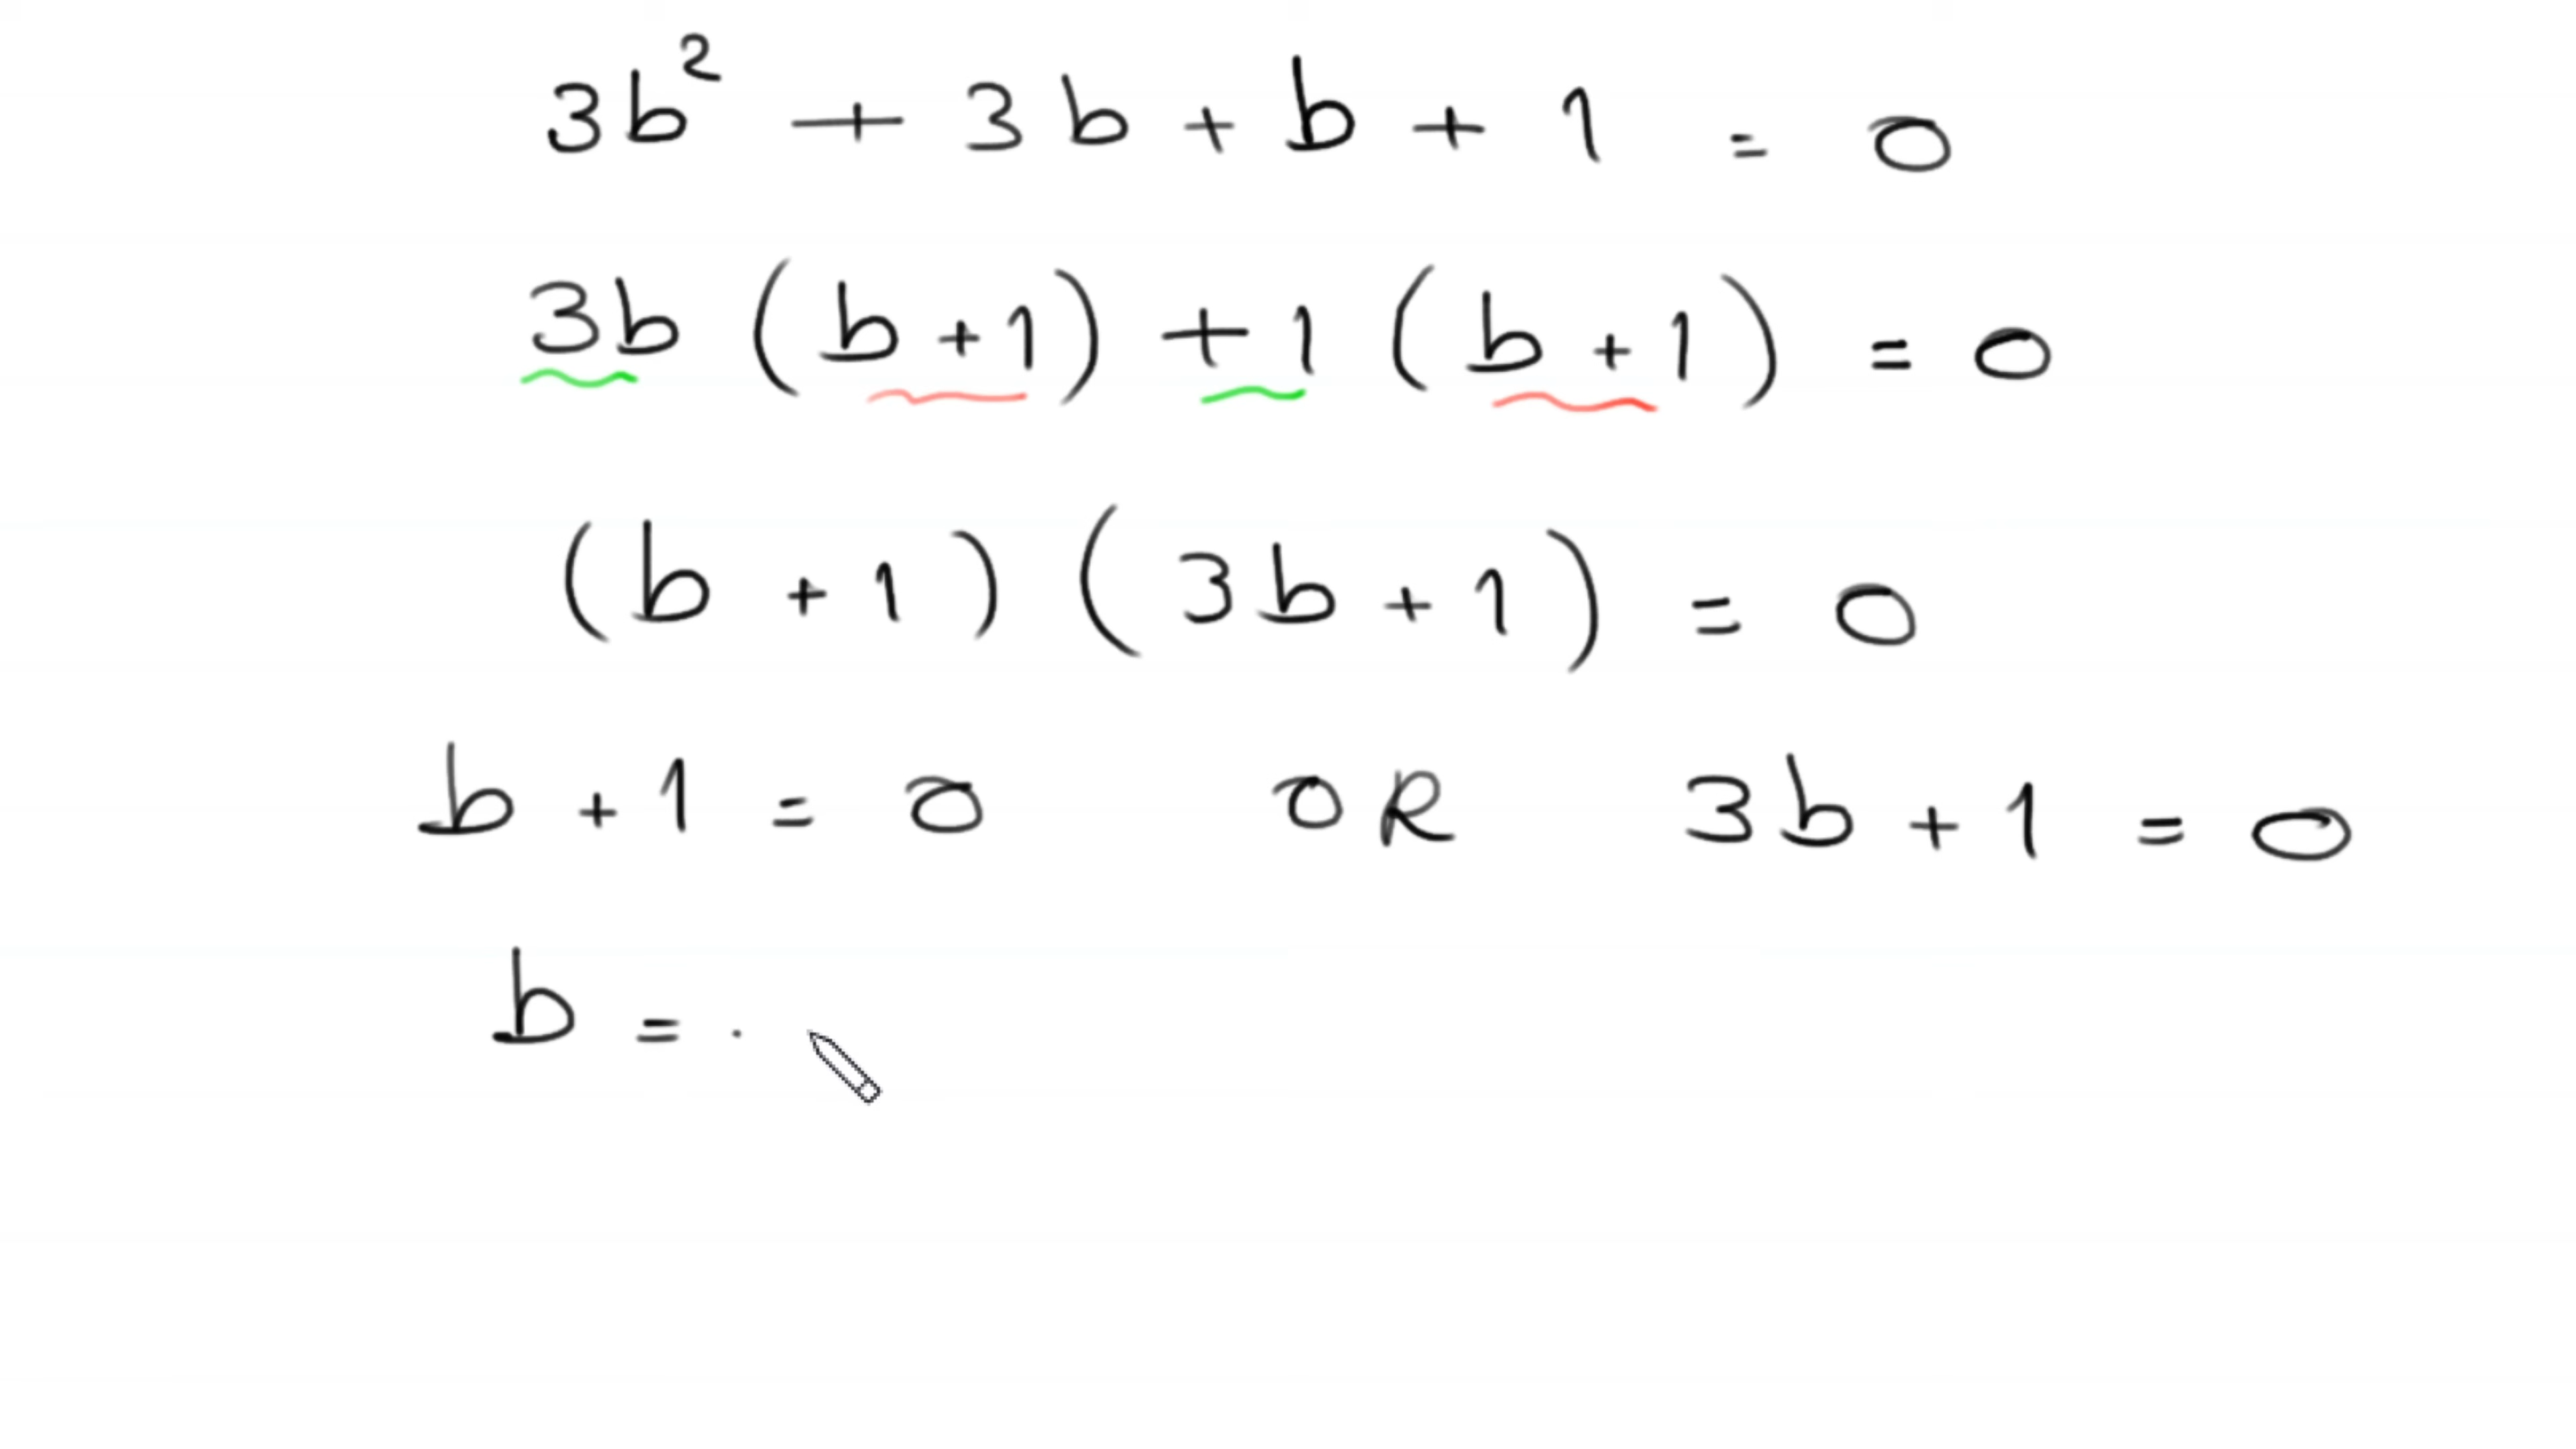 3b² + 3b + b + 1 = 0
3b (b + 1) + 1 (b + 1) = 0
(b + 1) (3b + 1) = 0
b + 1 = 0 OR 3b + 1 = 0
b =